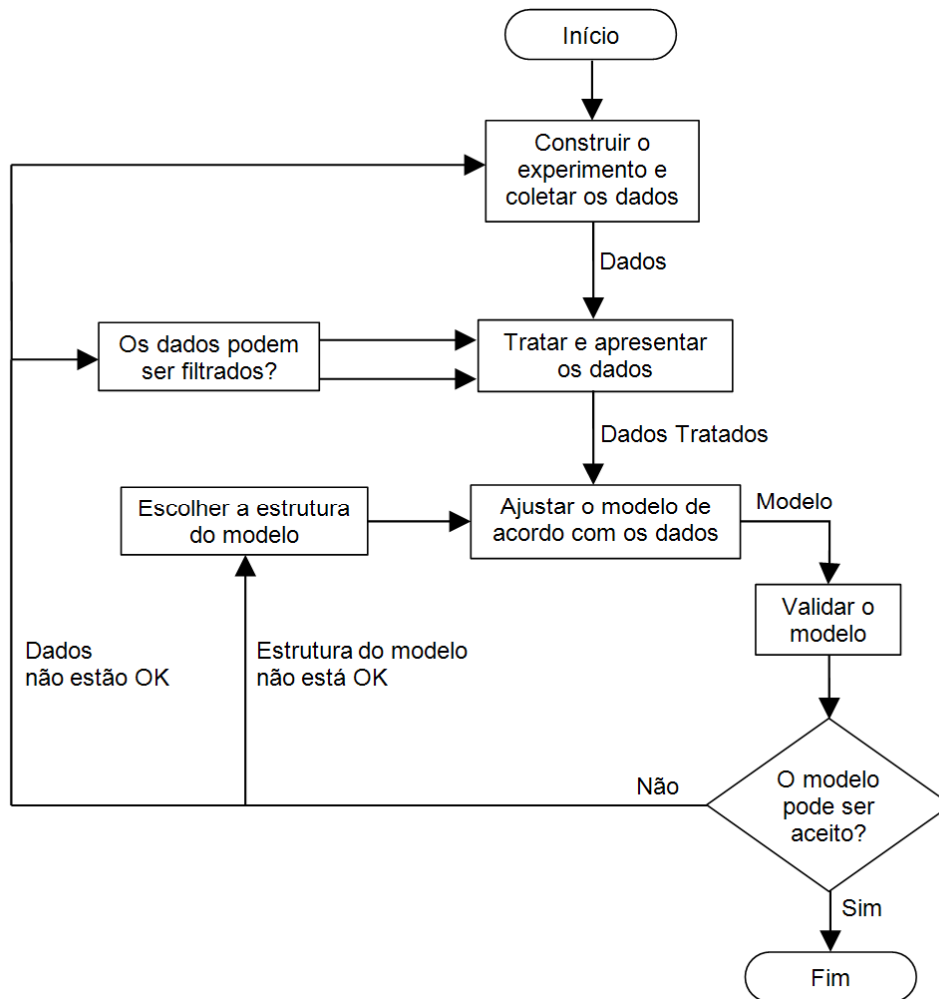 Início
Construir o
experimento e
coletar os dados
Dados
Os dados podem
ser filtrados?
Tratar e apresentar
os dados
Dados Tratados
Escolher a estrutura
do modelo
Ajustar o modelo de
acordo com os dados
Modelo
Validar o
modelo
Dados
não estão OK
Estrutura do modelo
não está OK
Não
O modelo
pode ser
aceito?
Sim
Fim